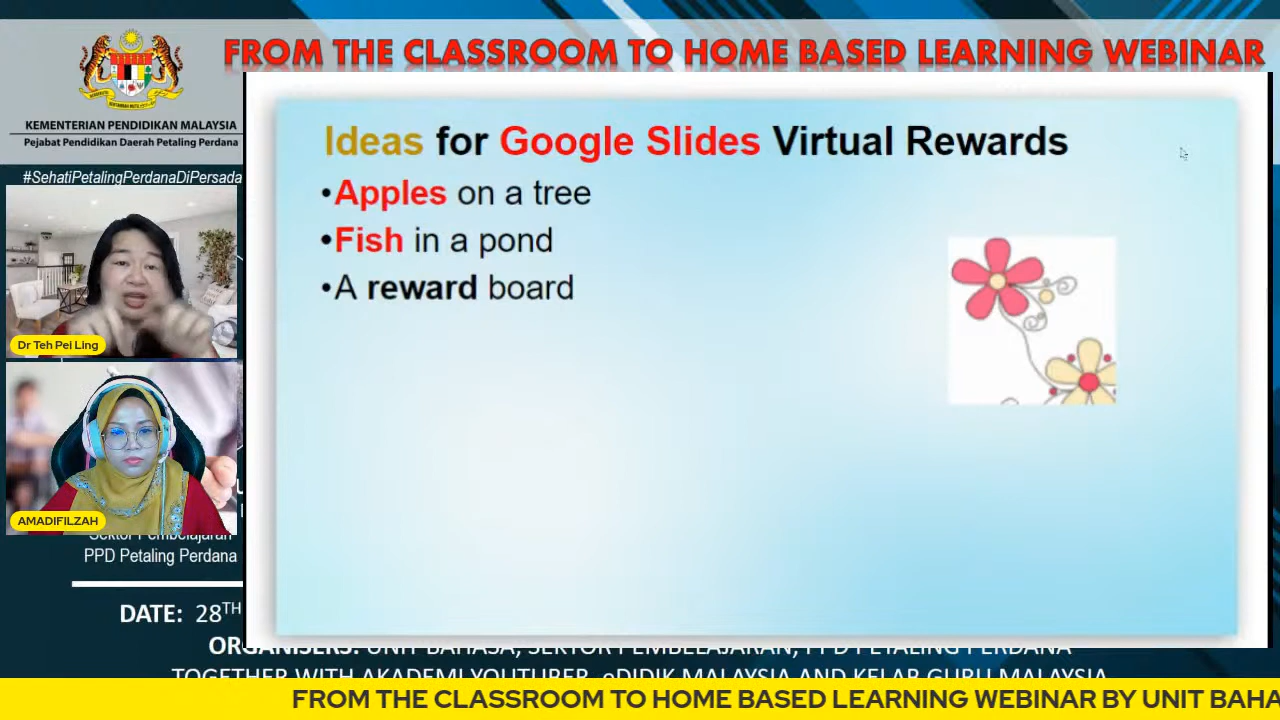 FROM THE CLASSROOM TO HOME BASED LEARNING WEBINAR
KEMENTERIAN PENDIDIKAN MALAYSIA
Pejabat Pendidikan Daerah Petaling Perdana
#SehatiPetalingPerdanaDiPersada
Ideas for Google Slides Virtual Rewards
•Apples on a tree
•Fish in a pond
•A reward board
Dr Teh Pei Ling
AMADIFILZAH
Sektor Pembelajaran
PPD Petaling Perdana
DATE: 28TH
ORGANISERS: UNIT BAHASA, SEKTOR PEMBELAJARAN, PPD PETALING PERDANA
TOGETHER WITH AKADEMI YOUTUBER, eDIDIK MALAYSIA AND KELAB GURU MALAYSIA
FROM THE CLASSROOM TO HOME BASED LEARNING WEBINAR BY UNIT BAHA